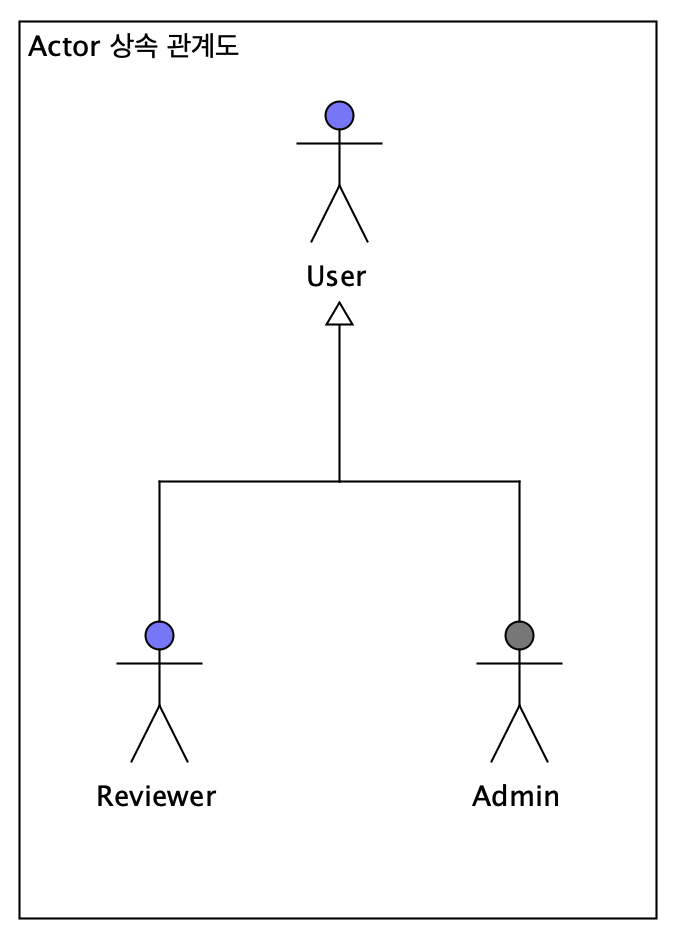 Actor 상속 관계도
User
Reviewer
Admin